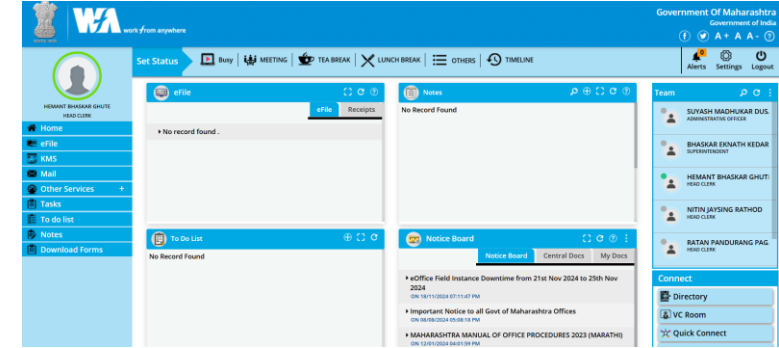 WA work from anywhere
Government Of Maharashtra
Government of India
A+ A A-
Set Status Busy MEETING TEA BREAK LUNCH BREAK OTHERS TIMELINE
Alerts Settings Logout
HEMANT BHASKAR GHUTE
HEAD CLERK
Home
eFile
KMS
Mail
Other Services +
Tasks
To do list
Notes
Download Forms
eFile
eFile Receipts
No record found .
Notes
No Record Found
To Do List
No Record Found
Notice Board
Notice Board Central Docs My Docs
eOffice Field Instance Downtime from 21st Nov 2024 to 25th Nov
2024
ON 18/11/2024 07:11:47 PM
Important Notice to all Govt of Maharashtra Offices
ON 08/08/2024 05:08:18 PM
MAHARASHTRA MANUAL OF OFFICE PROCEDURES 2023 (MARATHI)
ON 12/01/2024 04:01:59 PM
Team
SUYASH MADHUKAR DUS
ADMINISTRATIVE OFFICER
BHASKAR EKNATH KEDAR
SUPERINTENDENT
HEMANT BHASKAR GHUT
HEAD CLERK
NITIN JAYSING RATHOD
HEAD CLERK
RATAN PANDURANG PAG
HEAD CLERK
Connect
Directory
VC Room
Quick Connect